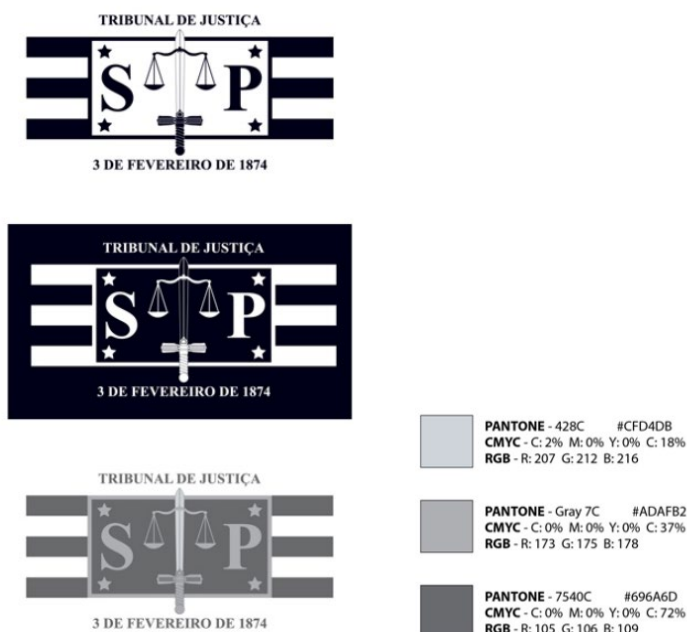 TRIBUNAL DE JUSTIÇA
S P
3 DE FEVEREIRO DE 1874
TRIBUNAL DE JUSTIÇA
S P
3 DE FEVEREIRO DE 1874
TRIBUNAL DE JUSTIÇA
S P
3 DE FEVEREIRO DE 1874
PANTONE - 428C #CFD4DB
CMYC - C: 2% M: 0% Y: 0% C: 18%
RGB - R: 207 G: 212 B: 216
PANTONE - Gray 7C #ADAFB2
CMYC - C: 0% M: 0% Y: 0% C: 37%
RGB - R: 173 G: 175 B: 178
PANTONE - 7540C #696A6D
CMYC - C: 0% M: 0% Y: 0% C: 72%
RGB - R: 105 G: 106 B: 109